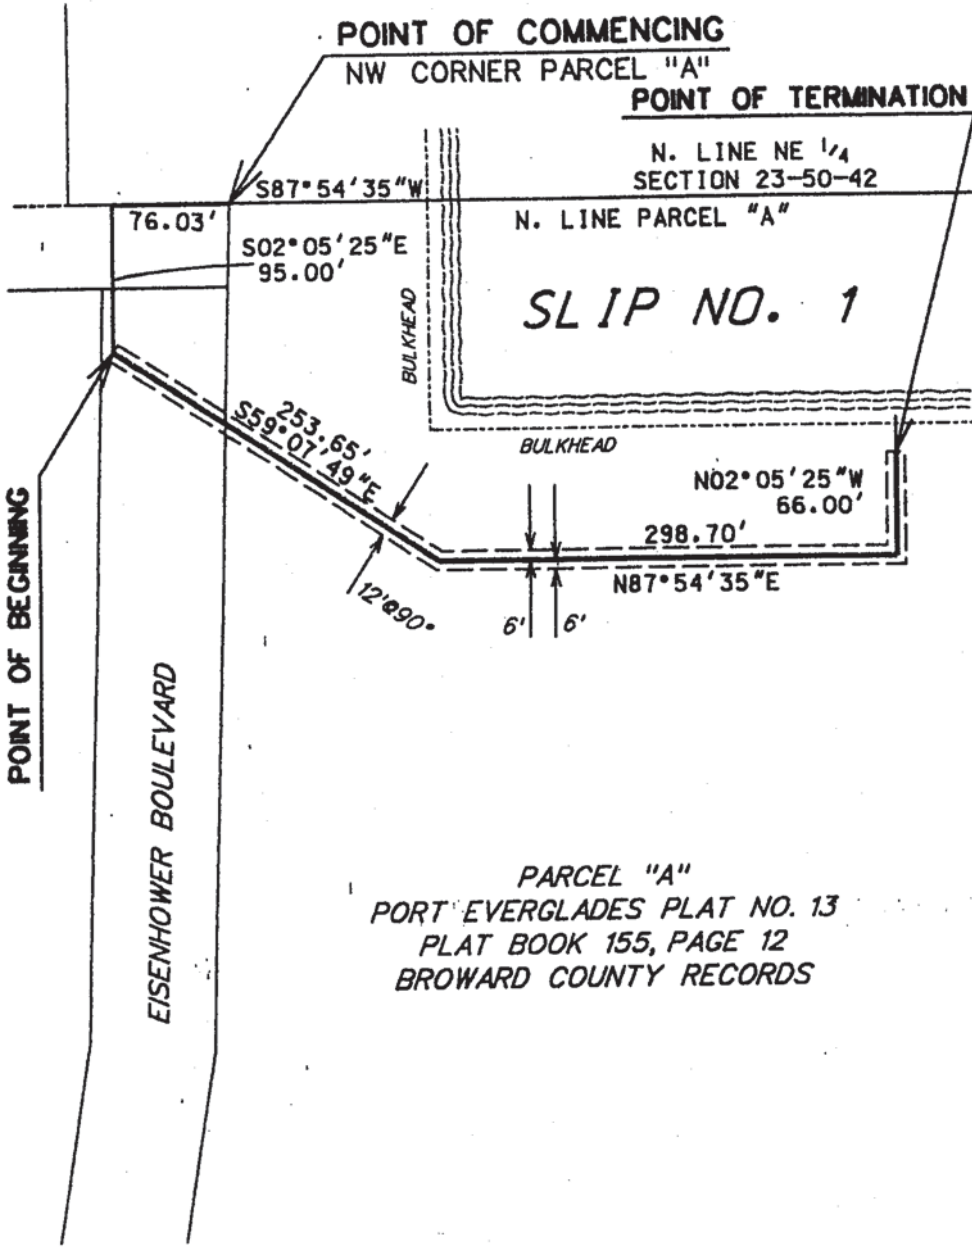 POINT OF COMMENCING
NW CORNER PARCEL "A"
POINT OF TERMINATION
N. LINE NE 1/4
SECTION 23-50-42
S87°54'35"W
N. LINE PARCEL "A"
76.03'
S02°05'25"E
95.00'
SLIP NO. 1
BULKHEAD
BULKHEAD
253.65'
S59°07'49"E
N02°05'25"W
66.00'
298.70'
N87°54'35"E
12'@90°
6'
6'
POINT OF BEGINNING
EISENHOWER BOULEVARD
PARCEL "A"
PORT EVERGLADES PLAT NO. 13
PLAT BOOK 155, PAGE 12
BROWARD COUNTY RECORDS